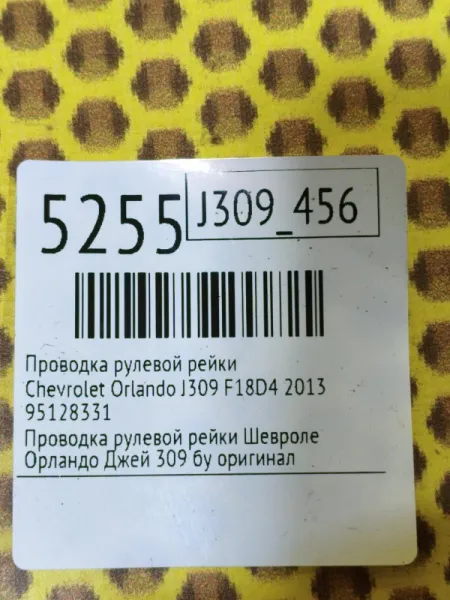 5255
J309_456
Проводка рулевой рейки
Chevrolet Orlando J309 F18D4 2013
95128331
Проводка рулевой рейки Шевроле
Орландо Джей 309 бу оригинал